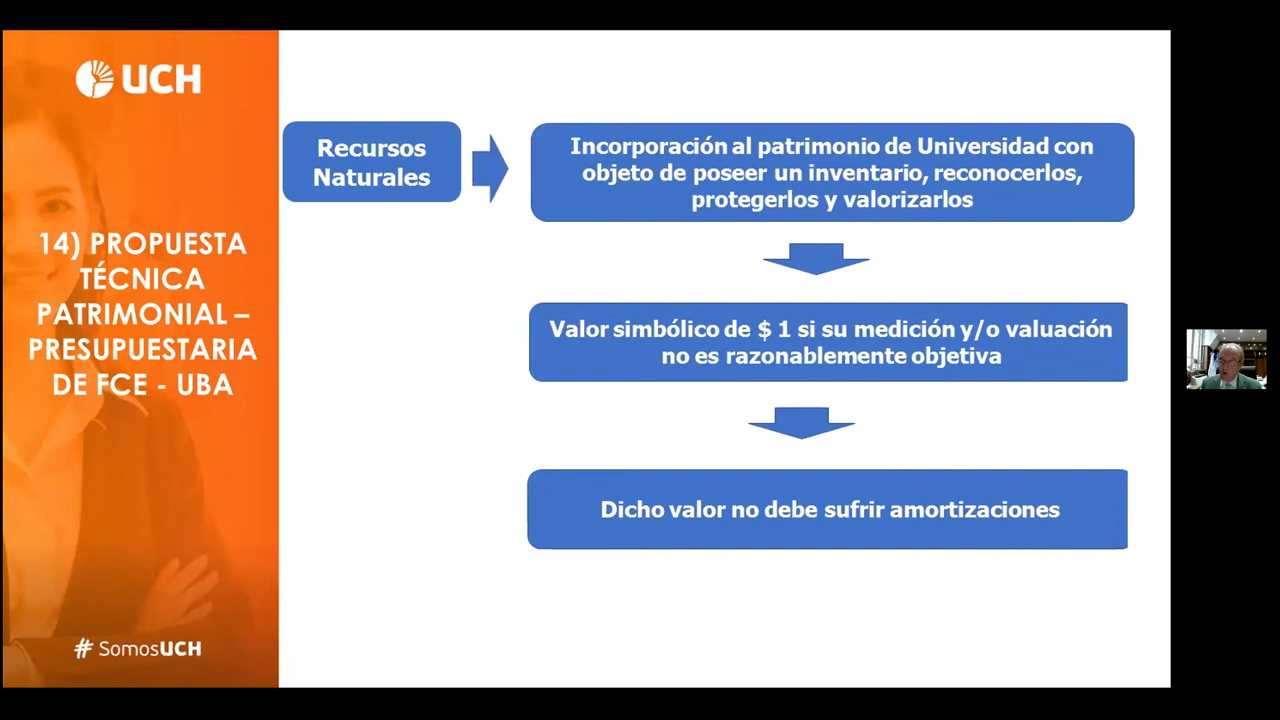 UCH
14) PROPUESTA
TÉCNICA
PATRIMONIAL –
PRESUPUESTARIA
DE FCE - UBA
# SomosUCH
Recursos
Naturales
Incorporación al patrimonio de Universidad con
objeto de poseer un inventario, reconocerlos,
protegerlos y valorizarlos
Valor simbólico de $ 1 si su medición y/o valuación
no es razonablemente objetiva
Dicho valor no debe sufrir amortizaciones